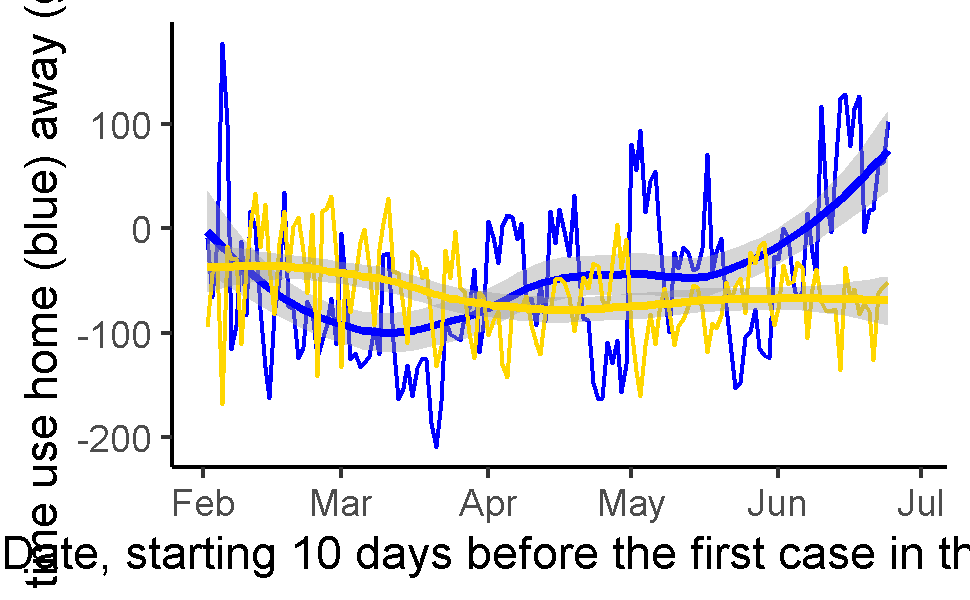 time use home (blue) away (
100
0
-100
-200
Feb Mar Apr May Jun Jul
Date, starting 10 days before the first case in th